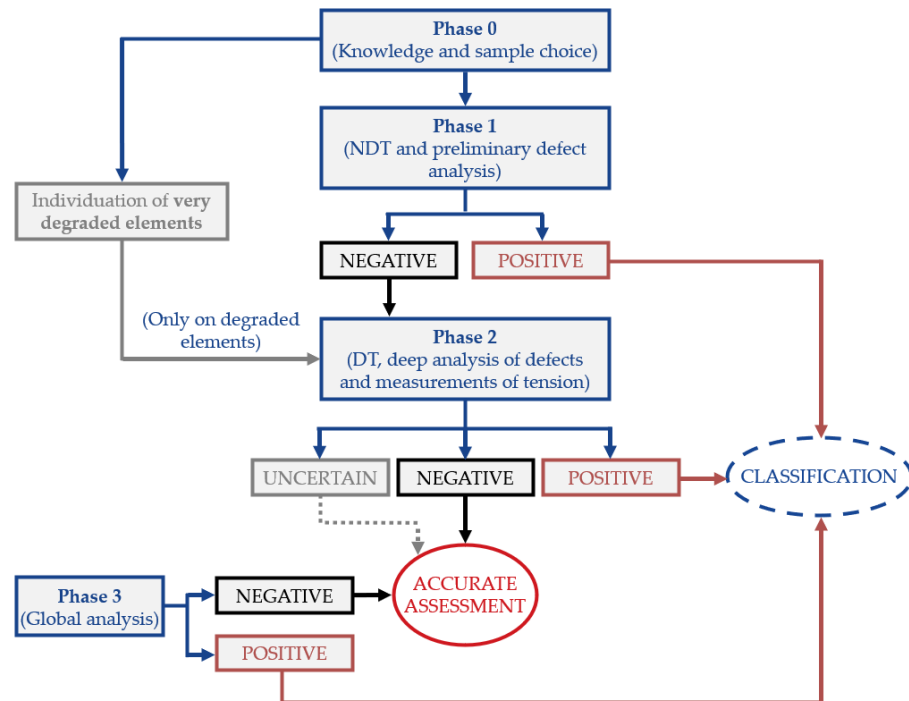 Phase 0
(Knowledge and sample choice)
Phase 1
(NDT and preliminary defect
analysis)
Individuation of very
degraded elements
NEGATIVE
POSITIVE
(Only on degraded
elements)
Phase 2
(DT, deep analysis of defects
and measurements of tension)
UNCERTAIN
NEGATIVE
POSITIVE
CLASSIFICATION
ACCURATE
ASSESSMENT
Phase 3
(Global analysis)
NEGATIVE
POSITIVE